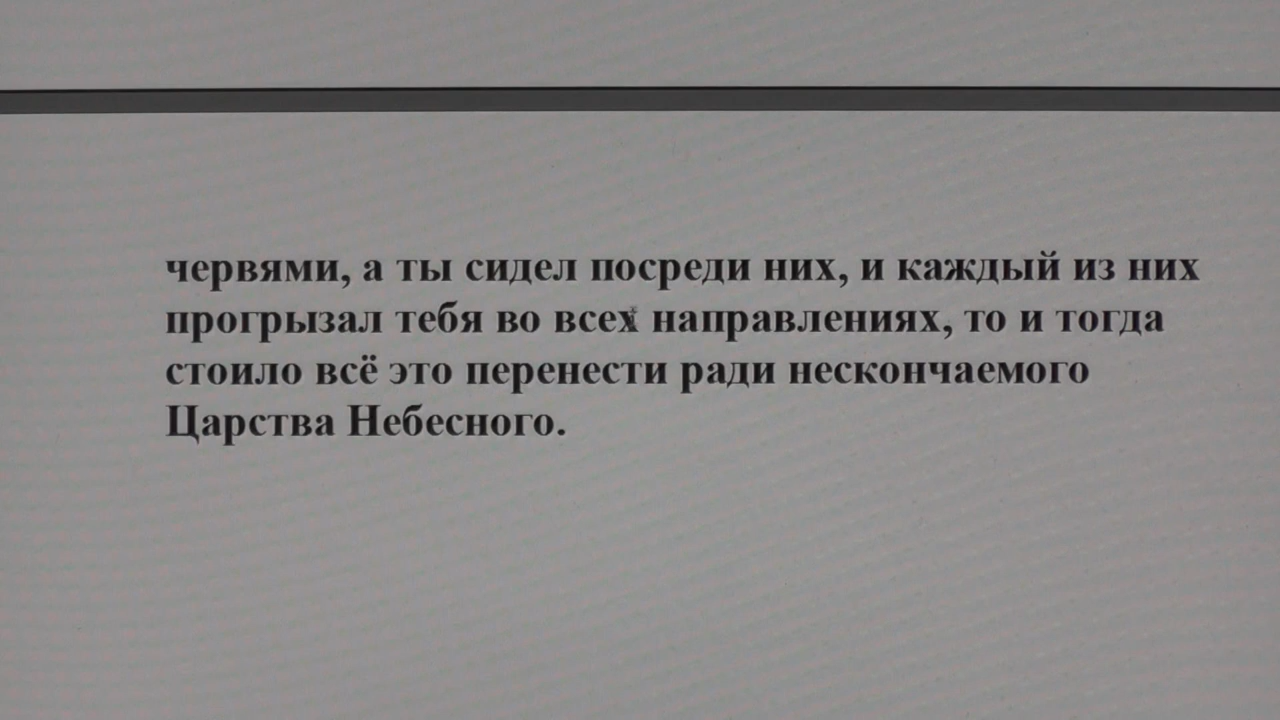 червями, а ты сидел посреди них, и каждый из них
прогрызал тебя во всех направлениях, то и тогда
стоило всё это перенести ради нескончаемого
Царства Небесного.